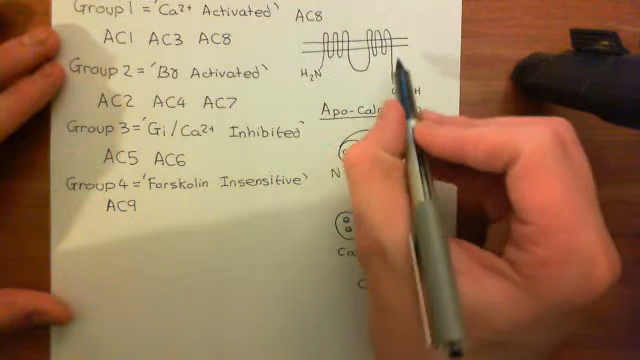 Group 1 = 'Ca²⁺ Activated'
AC1 AC3 AC8
Group 2 = 'Bγ Activated'
AC2 AC4 AC7
Group 3 = 'Gi / Ca²⁺ Inhibited'
AC5 AC6
Group 4 = 'Forskolin Insensitive'
AC9
AC8
H₂N
H
Apo-Cal
N
Ca
C